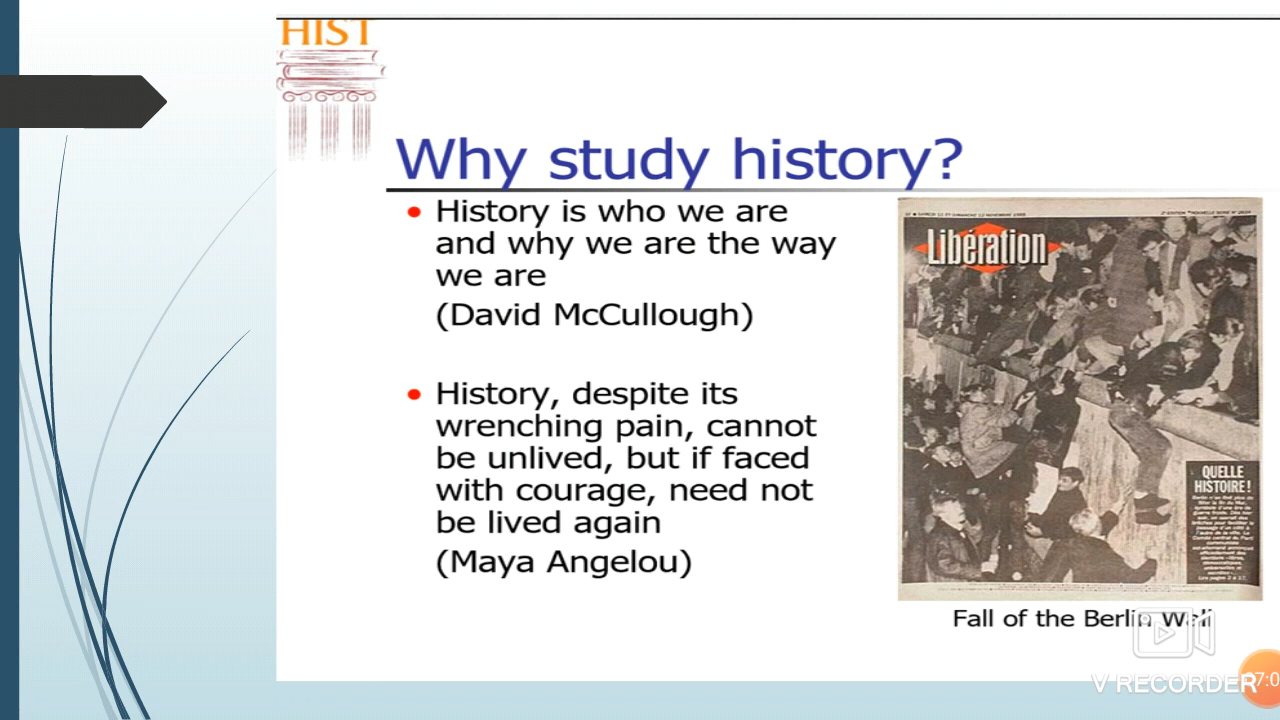 HIST
Why study history?
• History is who we are
and why we are the way
we are
(David McCullough)
• History, despite its
wrenching pain, cannot
be unlived, but if faced
with courage, need not
be lived again
(Maya Angelou)
Libération
QUELLE
HISTOIRE!
Fall of the Berlin Wall
V RECORDER